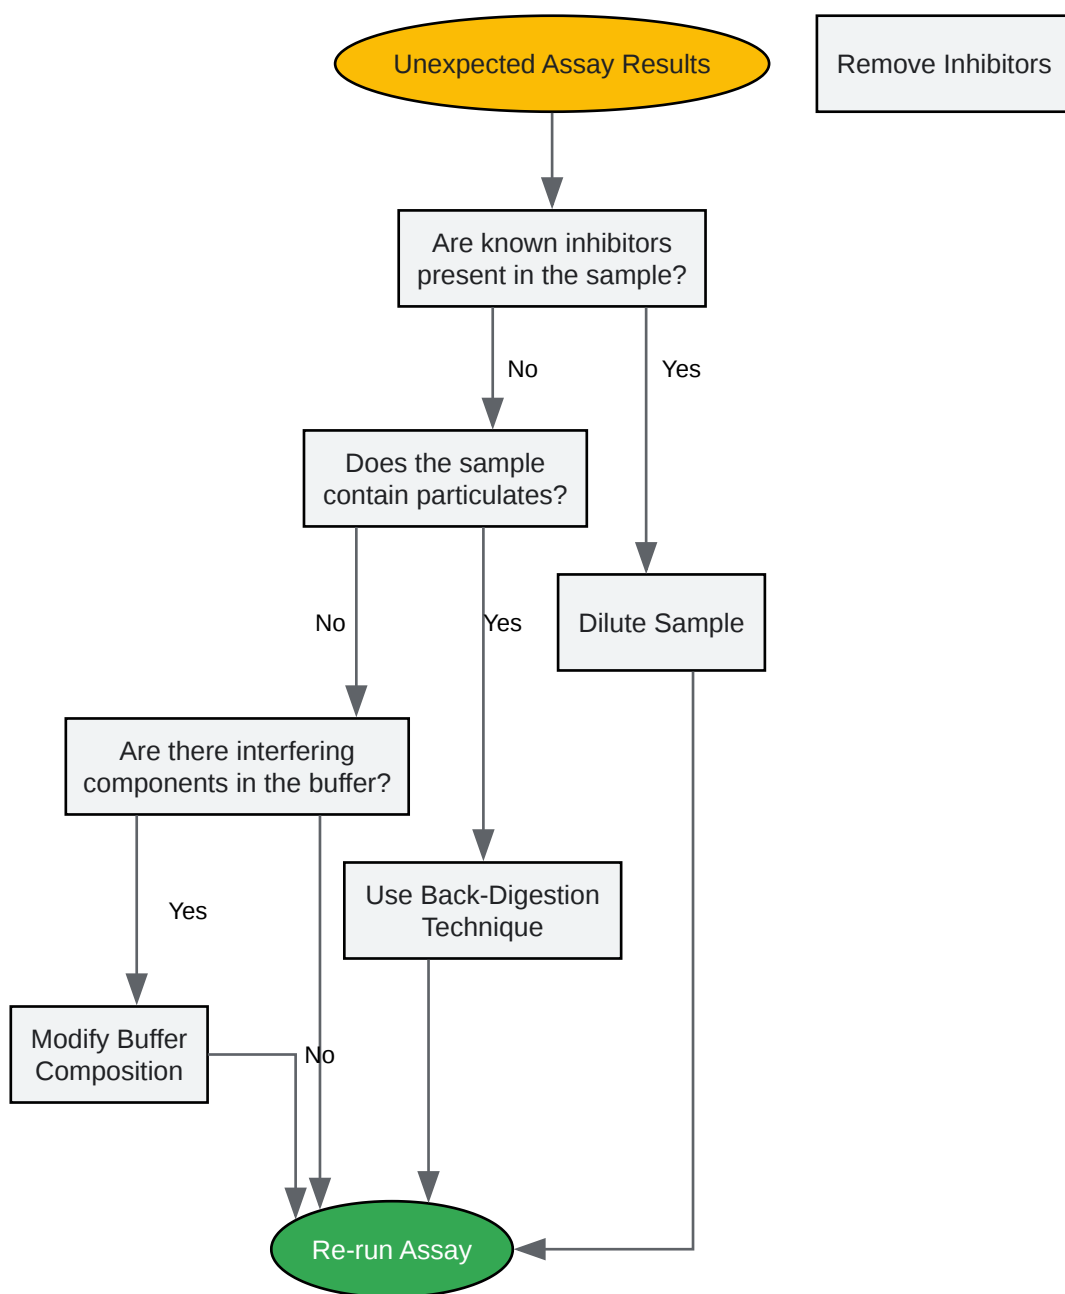 Unexpected Assay Results
Remove Inhibitors
Are known inhibitors
present in the sample?
No
Yes
Does the sample
contain particulates?
No
Yes
Dilute Sample
Are there interfering
components in the buffer?
Use Back-Digestion
Technique
Yes
Modify Buffer
Composition
No
Re-run Assay